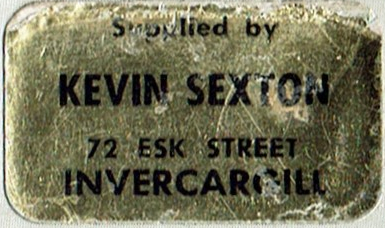 Supplied by
KEVIN SEXTON
72 ESK STREET
INVERCARGILL